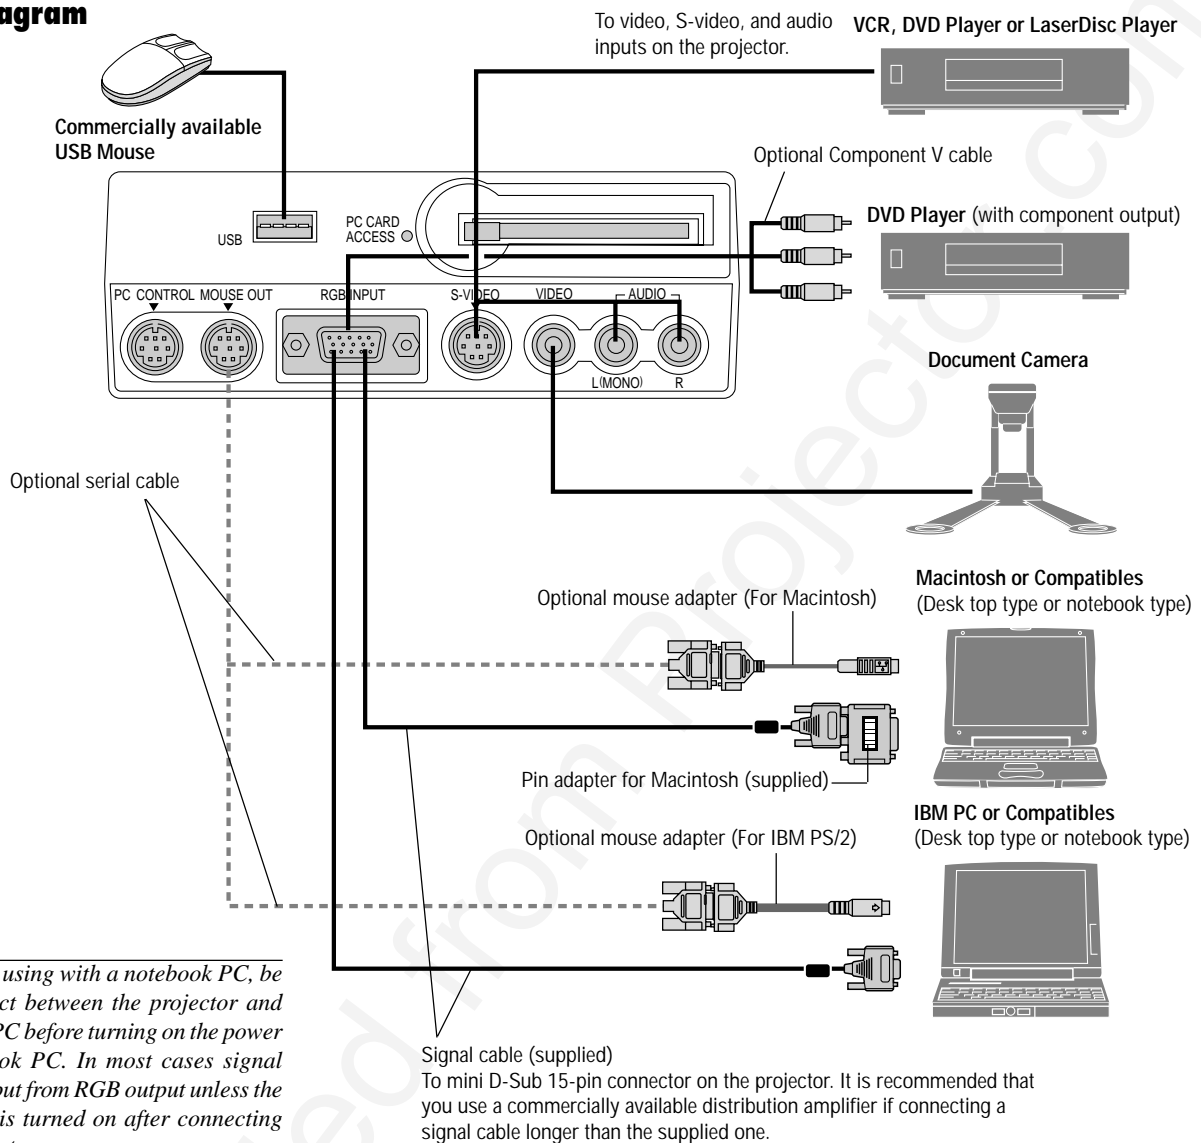 agram
To video, S-video, and audio
inputs on the projector.
VCR, DVD Player or LaserDisc Player
Commercially available
USB Mouse
Optional Component V cable
DVD Player (with component output)
USB
PC CARD
ACCESS
PC CONTROL MOUSE OUT
RGB INPUT
S-VIDEO
VIDEO
AUDIO
L(MONO)
R
Document Camera
Optional serial cable
Macintosh or Compatibles
(Desk top type or notebook type)
Optional mouse adapter (For Macintosh)
Pin adapter for Macintosh (supplied)
IBM PC or Compatibles
(Desk top type or notebook type)
Optional mouse adapter (For IBM PS/2)
using with a notebook PC, be
ct between the projector and
PC before turning on the power
ok PC. In most cases signal
out from RGB output unless the
is turned on after connecting
Signal cable (supplied)
To mini D-Sub 15-pin connector on the projector. It is recommended that
you use a commercially available distribution amplifier if connecting a
signal cable longer than the supplied one.
ed from Projector com